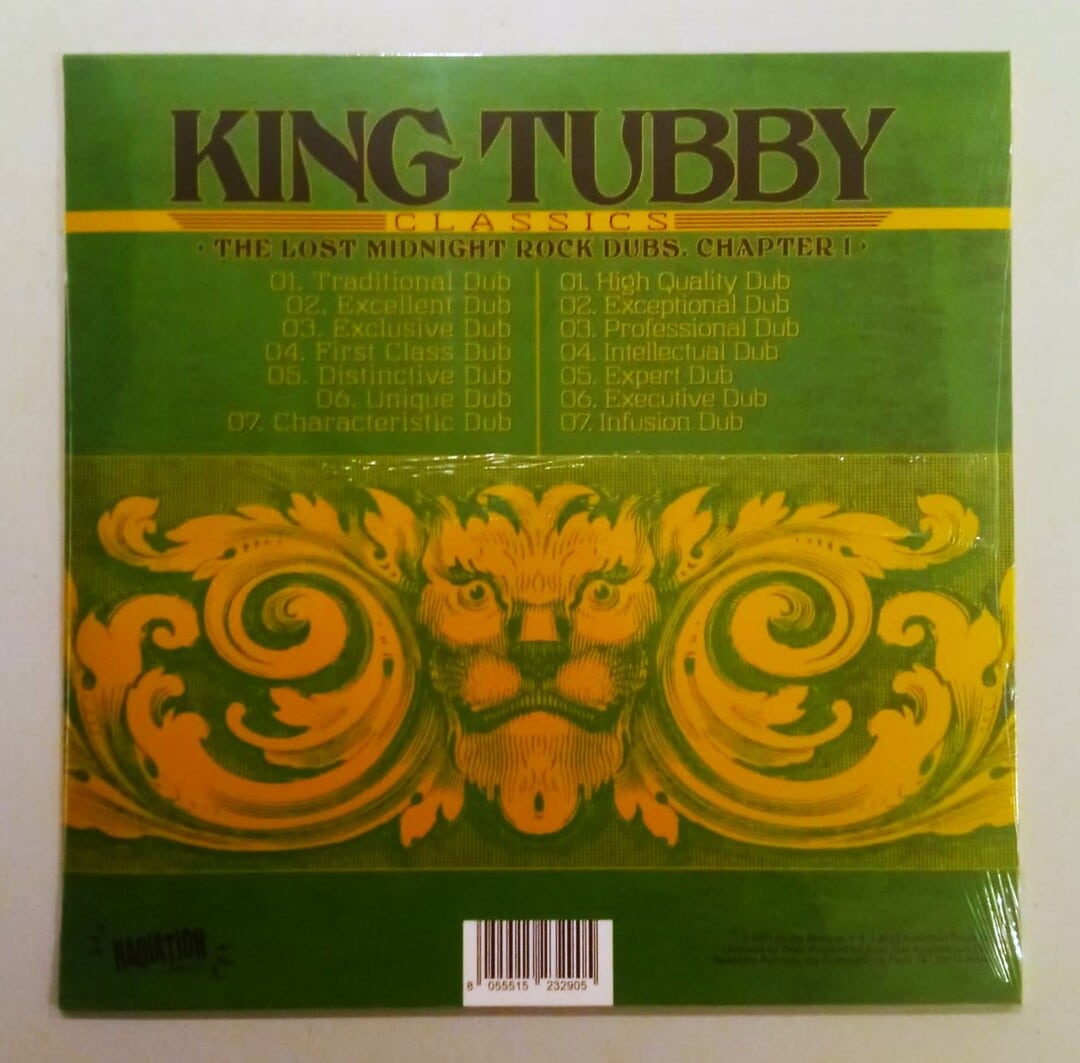 KING TUBBY
CLASSICS
• THE LOST MIDNIGHT ROCK DUBS. CHAPTER 1 •
01. Traditional Dub
02. Excellent Dub
03. Exclusive Dub
04. First Class Dub
05. Distinctive Dub
06. Unique Dub
07. Characteristic Dub
01. High Quality Dub
02. Exceptional Dub
03. Professional Dub
04. Intellectual Dub
05. Expert Dub
06. Executive Dub
07. Infusion Dub
RADIATION
8 055515 232905